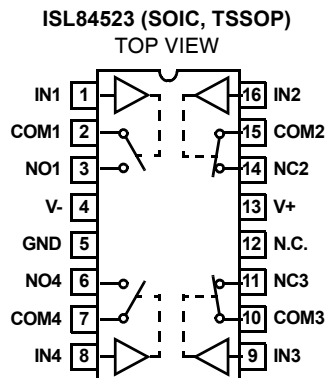 ISL84523 (SOIC, TSSOP)
TOP VIEW
IN1 1 16 IN2
COM1 2 15 COM2
NO1 3 14 NC2
V- 4 13 V+
GND 5 12 N.C.
NO4 6 11 NC3
COM4 7 10 COM3
IN4 8 9 IN3